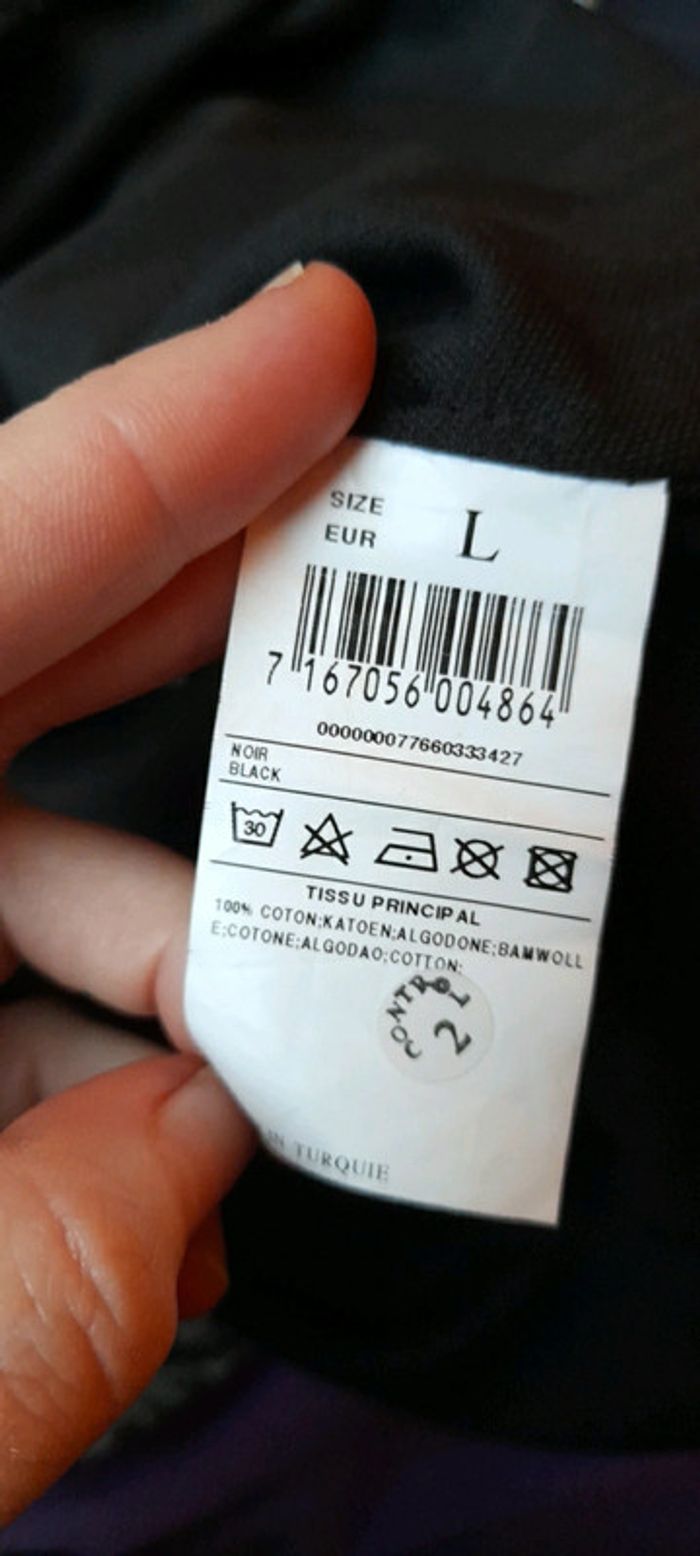 SIZE
EUR
L
7 167056 004864
000000077660333427
NOIR
BLACK
30
TISSU PRINCIPAL
100% COTON;KATOEN;ALGODONE;BAMWOLL
E;COTONE;ALGODAO;COTTON;
CONTROL
2
IN TURQUIE